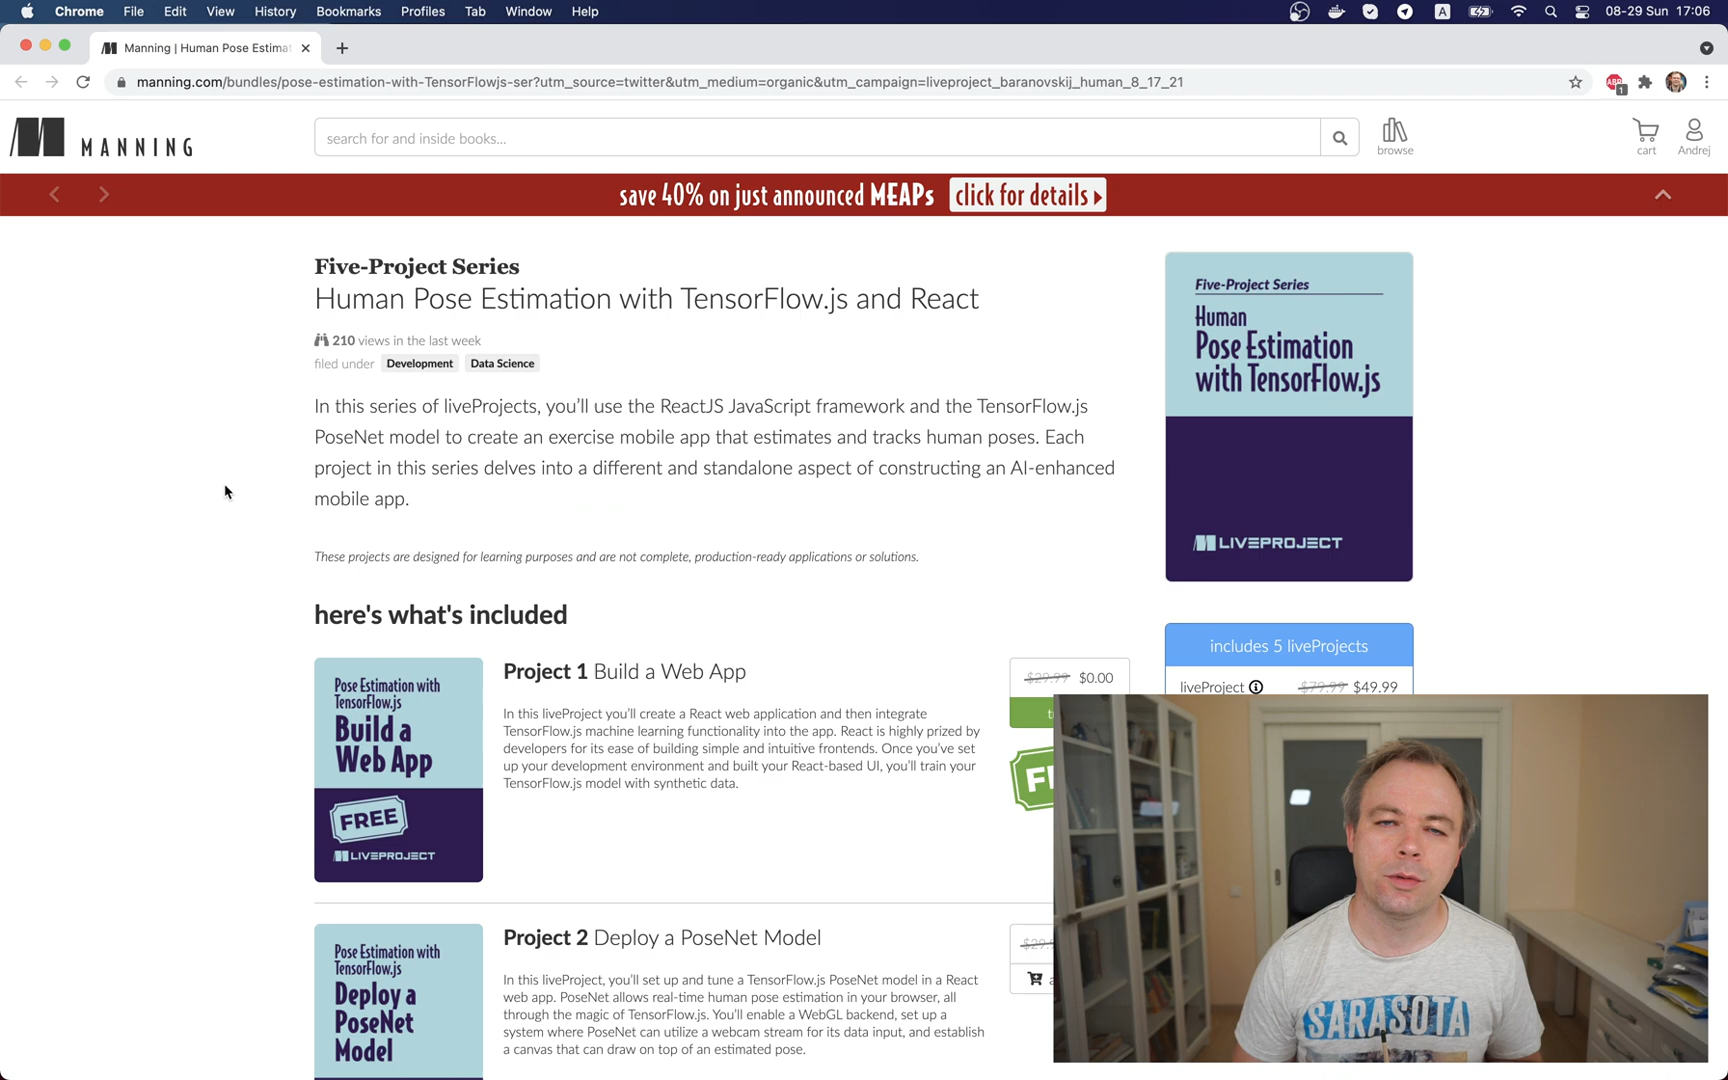 Chrome File Edit View History Bookmarks Profiles Tab Window Help
A
08-29 Sun 17:06
Manning | Human Pose Estimat
manning.com/bundles/pose-estimation-with-TensorFlowjs-ser?utm_source=twitter&utm_medium=organic&utm_campaign=liveproject_baranovskij_human_8_17_21
ABP
1
MANNING
search for and inside books...
browse
cart
Andrej
save 40% on just announced MEAPs click for details
Five-Project Series
Human Pose Estimation with TensorFlow.js and React
210 views in the last week
filed under Development Data Science
In this series of liveProjects, you'll use the ReactJS JavaScript framework and the TensorFlow.js
PoseNet model to create an exercise mobile app that estimates and tracks human poses. Each
project in this series delves into a different and standalone aspect of constructing an AI-enhanced
mobile app.
These projects are designed for learning purposes and are not complete, production-ready applications or solutions.
Five-Project Series
Human
Pose Estimation
with TensorFlow.js
LIVEPROJECT
here's what's included
includes 5 liveProjects
liveProject $79.99 $49.99
Pose Estimation with
TensorFlow.js
Build a
Web App
FREE
LIVEPROJECT
Project 1 Build a Web App
In this liveProject you'll create a React web application and then integrate
TensorFlow.js machine learning functionality into the app. React is highly prized by
developers for its ease of building simple and intuitive frontends. Once you've set
up your development environment and built your React-based UI, you'll train your
TensorFlow.js model with synthetic data.
$29.99 $0.00
Pose Estimation with
TensorFlow.js
Deploy a
PoseNet
Model
Project 2 Deploy a PoseNet Model
In this liveProject, you'll set up and tune a TensorFlow.js PoseNet model in a React
web app. PoseNet allows real-time human pose estimation in your browser, all
through the magic of TensorFlow.js. You'll enable a WebGL backend, set up a
system where PoseNet can utilize a webcam stream for its data input, and establish
a canvas that can draw on top of an estimated pose.
SARASOTA